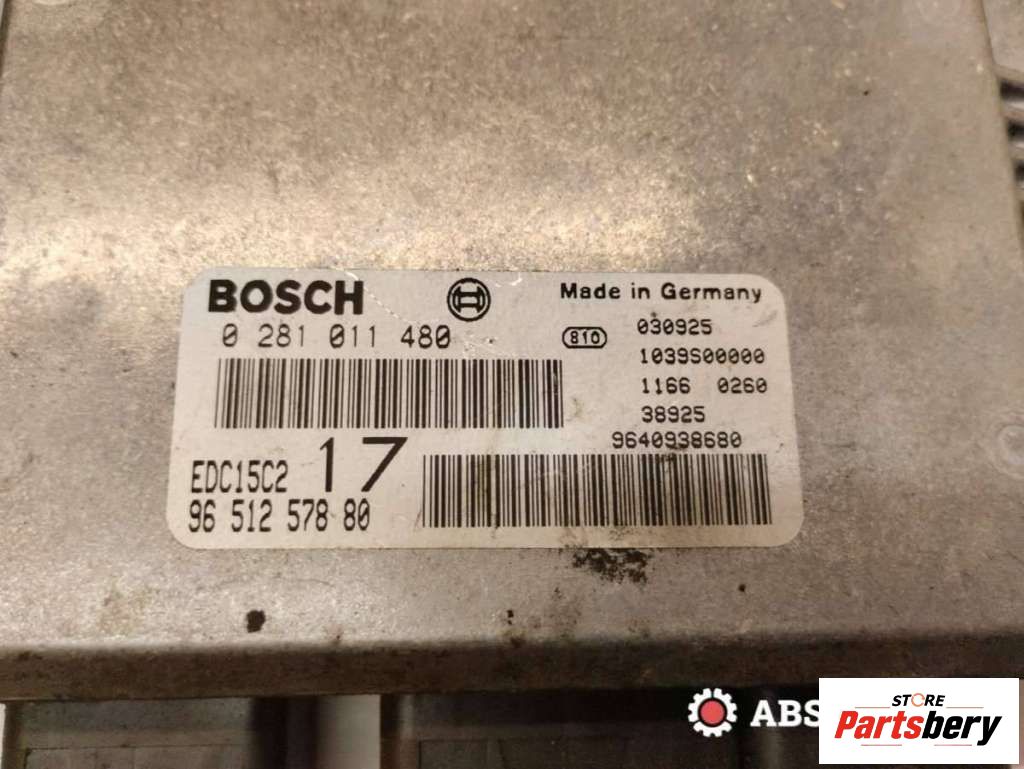 BOSCH
Made in Germany
0 281 011 480
810
030925
1039S00000
1166 0260
38925
9640938680
EDC15C2 17
96 512 578 80
ABS
STORE
Partsbery